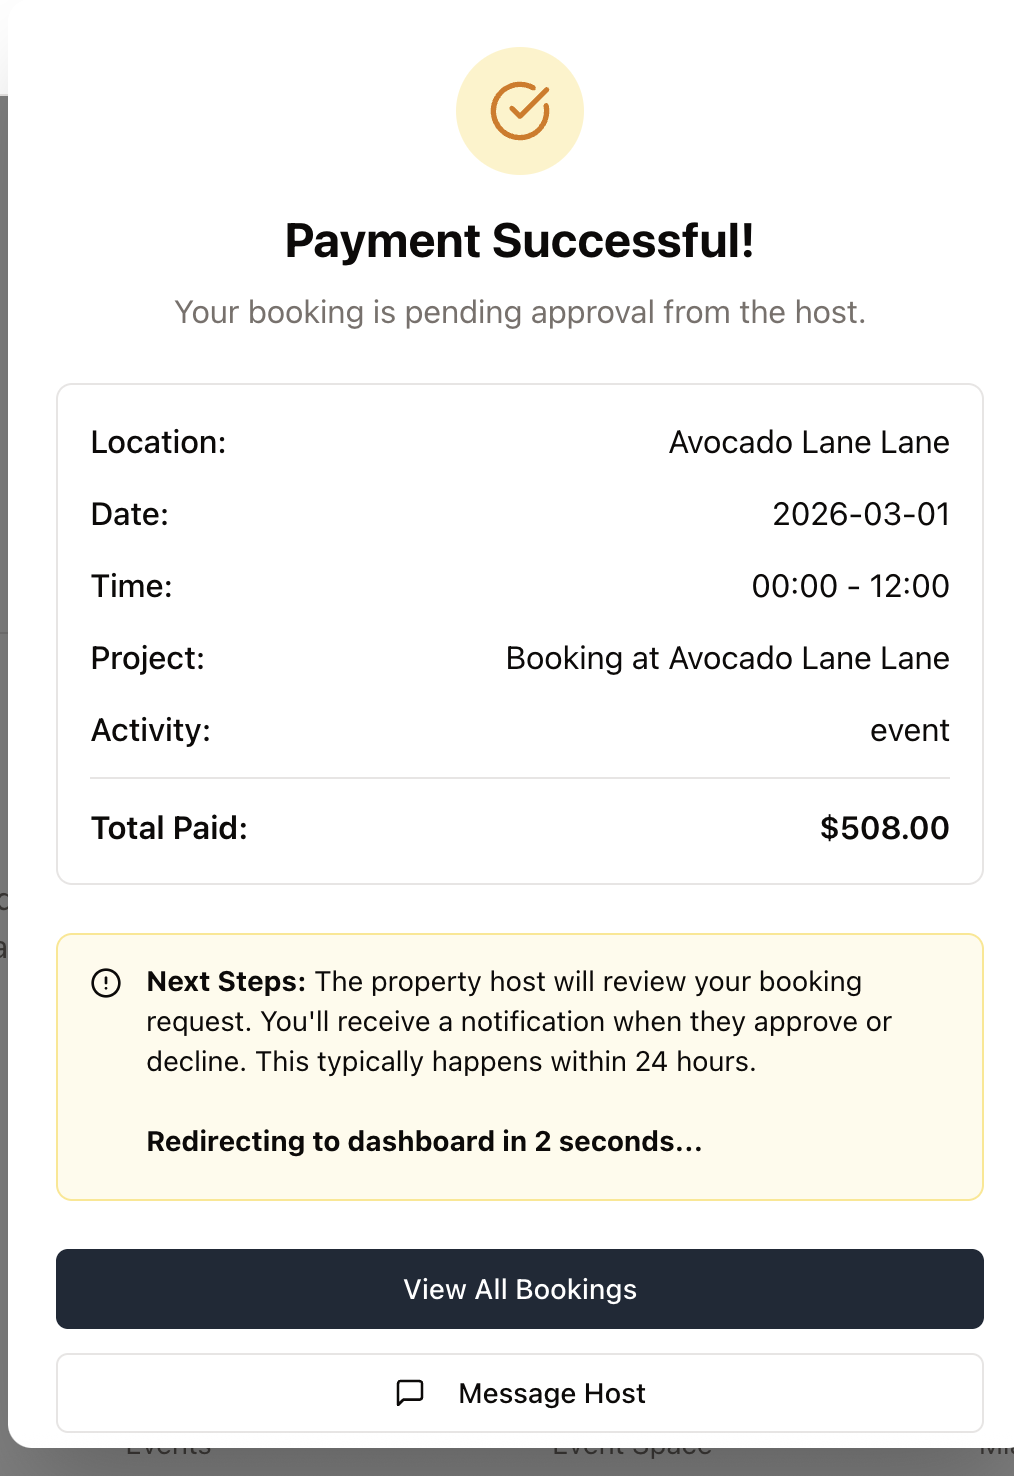 Payment Successful!
Your booking is pending approval from the host.
Location: Avocado Lane Lane
Date: 2026-03-01
Time: 00:00 - 12:00
Project: Booking at Avocado Lane Lane
Activity: event
Total Paid: $508.00
Next Steps: The property host will review your booking
request. You'll receive a notification when they approve or
decline. This typically happens within 24 hours.
Redirecting to dashboard in 2 seconds...
View All Bookings
Message Host
Events Event Space